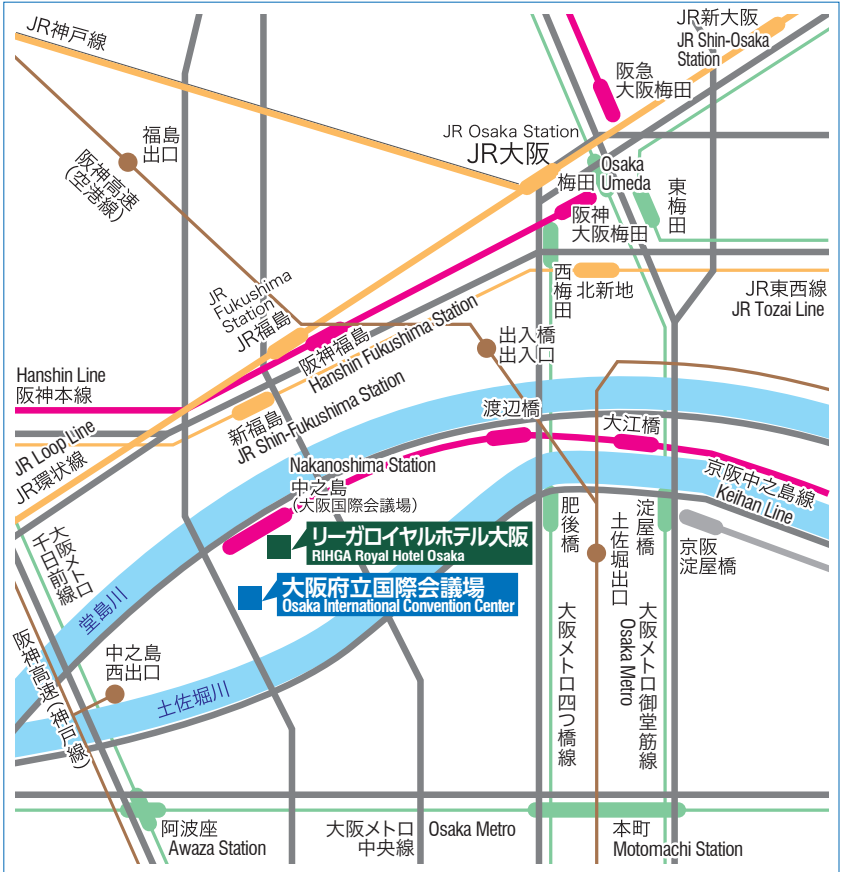 JR神戸線
JR新大阪
JR Shin-Osaka
Station
阪急
大阪梅田
福島
出口
阪神高速
(空港線)
JR Osaka Station
JR大阪
梅田
Osaka
Umeda
東梅田
阪神
大阪梅田
西梅田
北新地
JR東西線
JR Tozai Line
JR
Fukushima
Station
JR福島
阪神福島
Hanshin Fukushima Station
出入橋
出入口
Hanshin Line
阪神本線
新福島
JR Shin-Fukushima Station
JR Loop Line
JR環状線
渡辺橋
大江橋
Nakanoshima Station
中之島
(大阪国際会議場)
京阪中之島線
Keihan Line
リーガロイヤルホテル大阪
RIHGA Royal Hotel Osaka
大阪府立国際会議場
Osaka International Convention Center
肥後橋
土佐堀出口
淀屋橋
京阪
淀屋橋
大阪メトロ
千日前線
堂島川
土佐堀川
阪神高速(神戸線)
中之島
西出口
大阪メトロ四つ橋線
Osaka Metro
大阪メトロ御堂筋線
阿波座
Awaza Station
大阪メトロ
中央線
Osaka Metro
本町
Motomachi Station